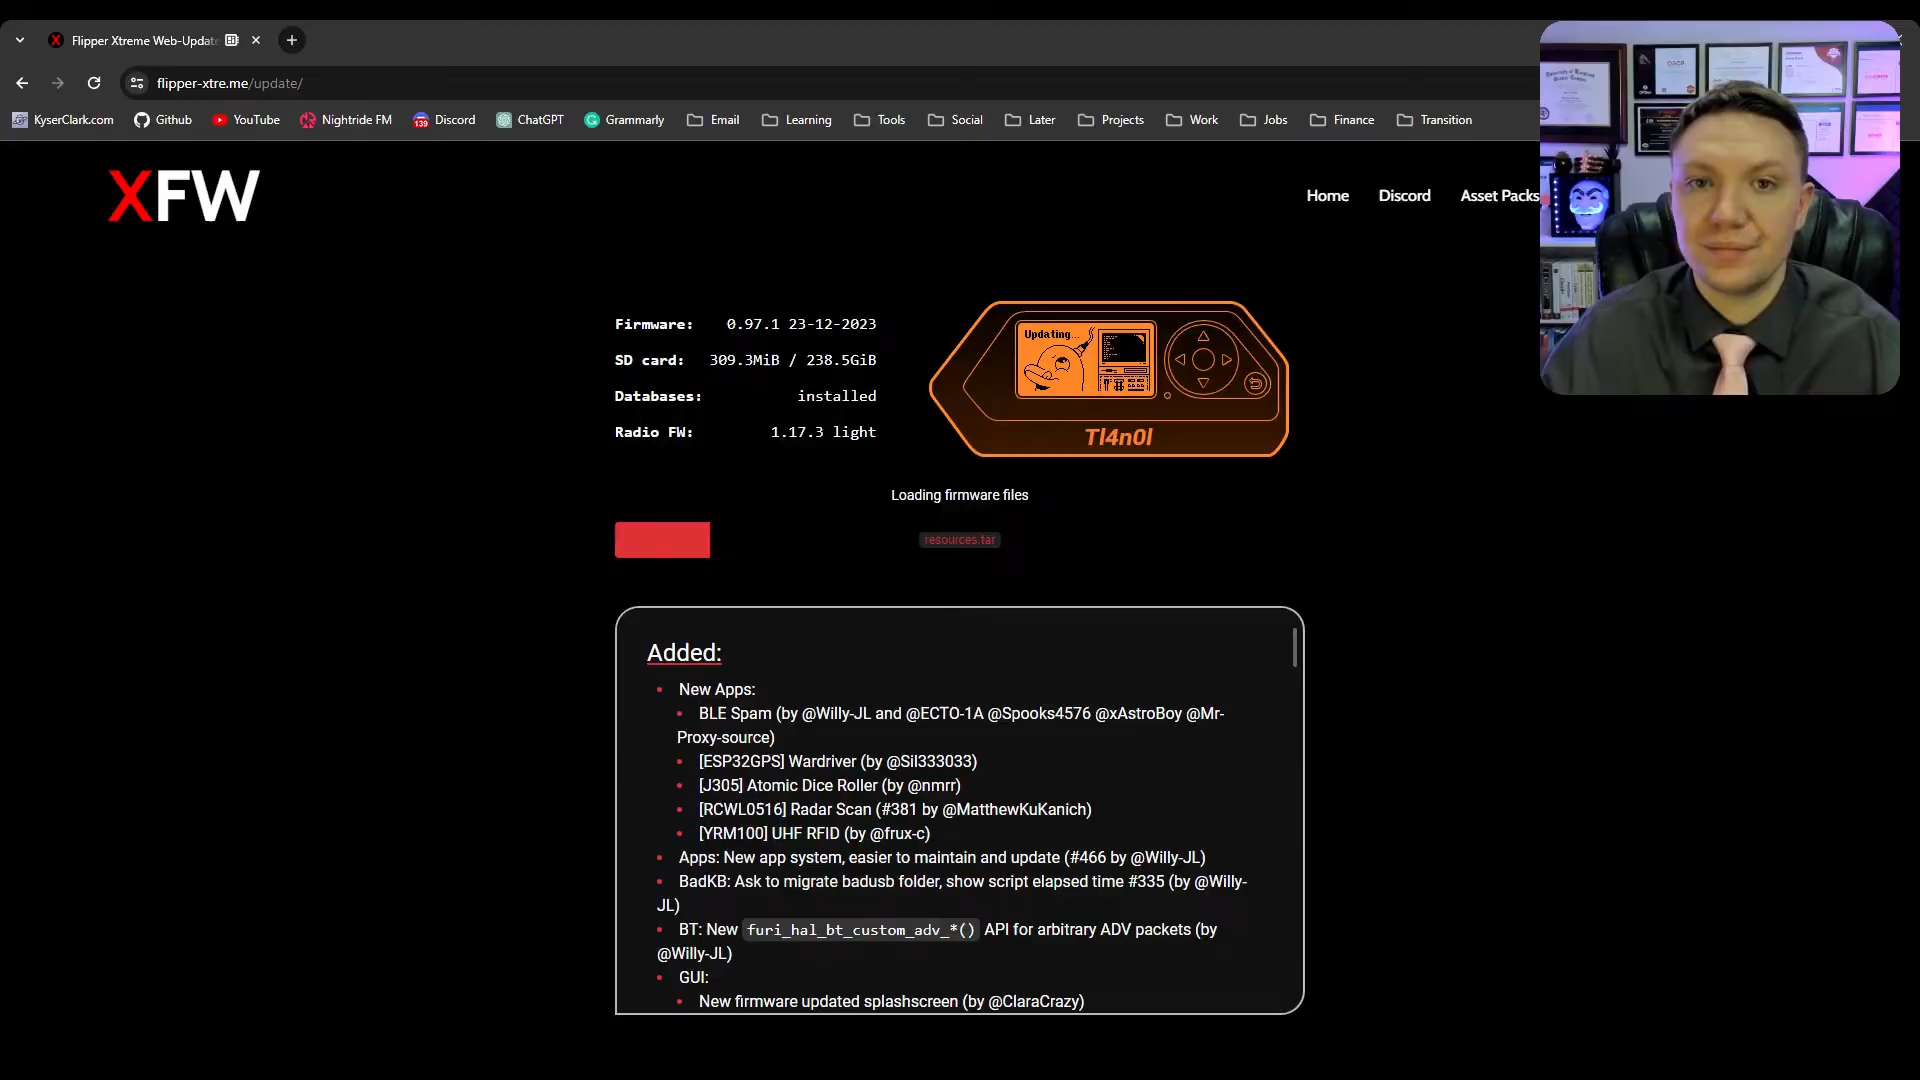 Flipper Xtreme Web-Updat
flipper-xtre.me/update/
KyserClark.com Github YouTube Nightride FM Discord ChatGPT Grammarly Email Learning Tools Social Later Projects Work Jobs Finance Transition
139
XFW
Home Discord Asset Packs
OSCP
Firmware: 0.97.1 23-12-2023
SD card: 309.3MiB / 238.5GiB
Databases: installed
Radio FW: 1.17.3 light
Updating...
Tl4n0l
Loading firmware files
resources.tar
Added:
New Apps:
BLE Spam (by @Willy-JL and @ECTO-1A @Spooks4576 @xAstroBoy @Mr-
Proxy-source)
[ESP32GPS] Wardriver (by @Sil333033)
[J305] Atomic Dice Roller (by @nmrr)
[RCWL0516] Radar Scan (#381 by @MatthewKuKanich)
[YRM100] UHF RFID (by @frux-c)
Apps: New app system, easier to maintain and update (#466 by @Willy-JL)
BadKB: Ask to migrate badusb folder, show script elapsed time #335 (by @Willy-
JL)
BT: New furi_hal_bt_custom_adv_*() API for arbitrary ADV packets (by
@Willy-JL)
GUI:
New firmware updated splashscreen (by @ClaraCrazy)